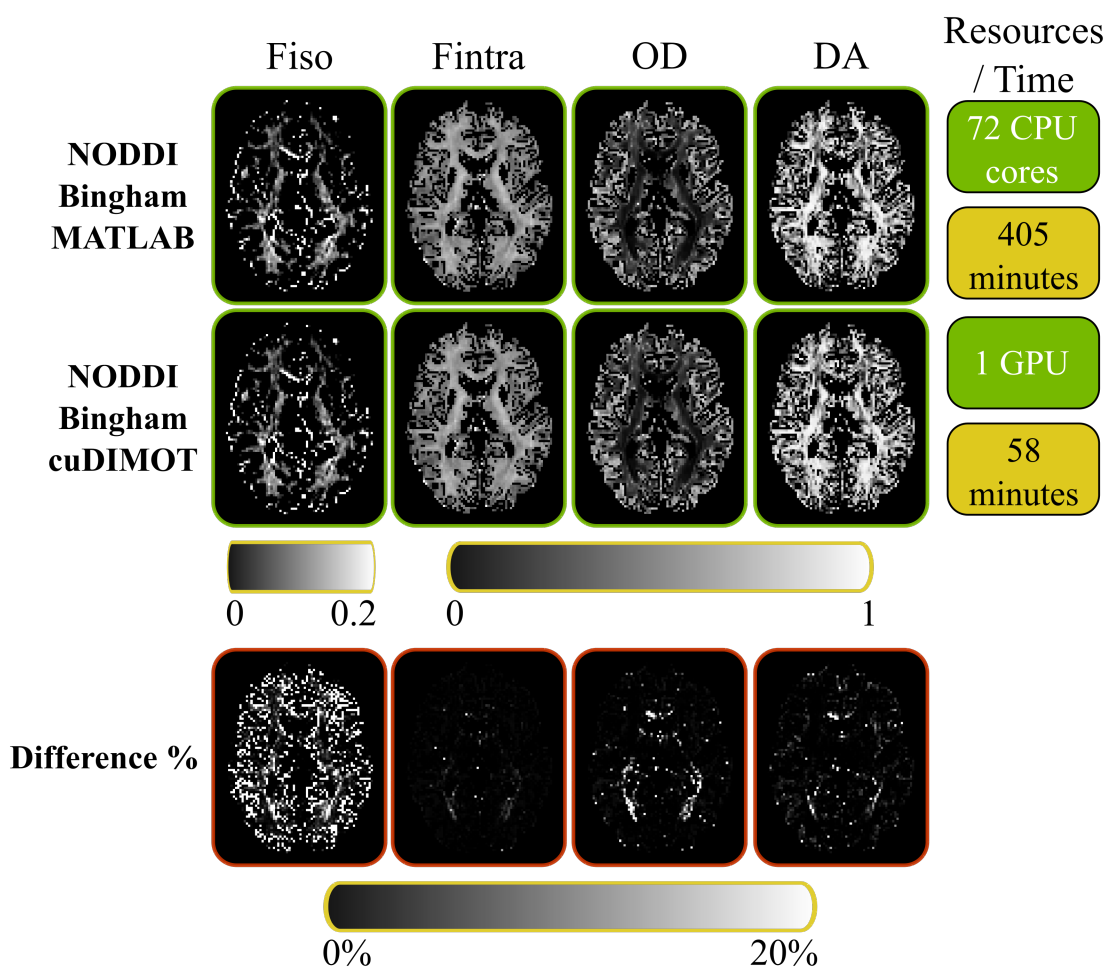 Fiso
Fintra
OD
DA
Resources
/ Time
NODDI
Bingham
MATLAB
72 CPU
cores
405
minutes
NODDI
Bingham
cuDIMOT
1 GPU
58
minutes
0
0.2
0
1
Difference %
0%
20%